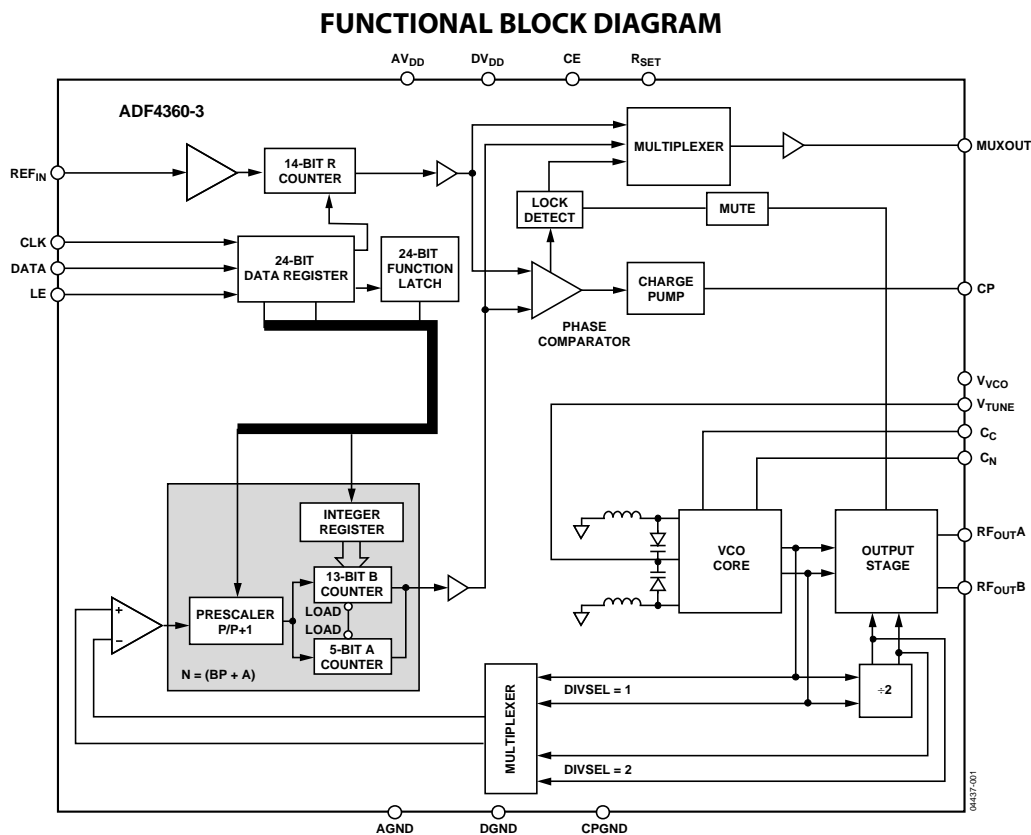 FUNCTIONAL BLOCK DIAGRAM
AVDD
DVDD
CE
RSET
ADF4360-3
MULTIPLEXER
MUXOUT
REFIN
14-BIT R
COUNTER
LOCK
DETECT
MUTE
CLK
DATA
LE
24-BIT
DATA REGISTER
24-BIT
FUNCTION
LATCH
CHARGE
PUMP
CP
PHASE
COMPARATOR
VVCO
VTUNE
CC
CN
INTEGER
REGISTER
VCO
CORE
OUTPUT
STAGE
RFOUTA
RFOUTB
13-BIT B
COUNTER
PRESCALER
P/P+1
LOAD
LOAD
5-BIT A
COUNTER
+
−
N = (BP + A)
MULTIPLEXER
DIVSEL = 1
÷2
DIVSEL = 2
04437-001
AGND
DGND
CPGND